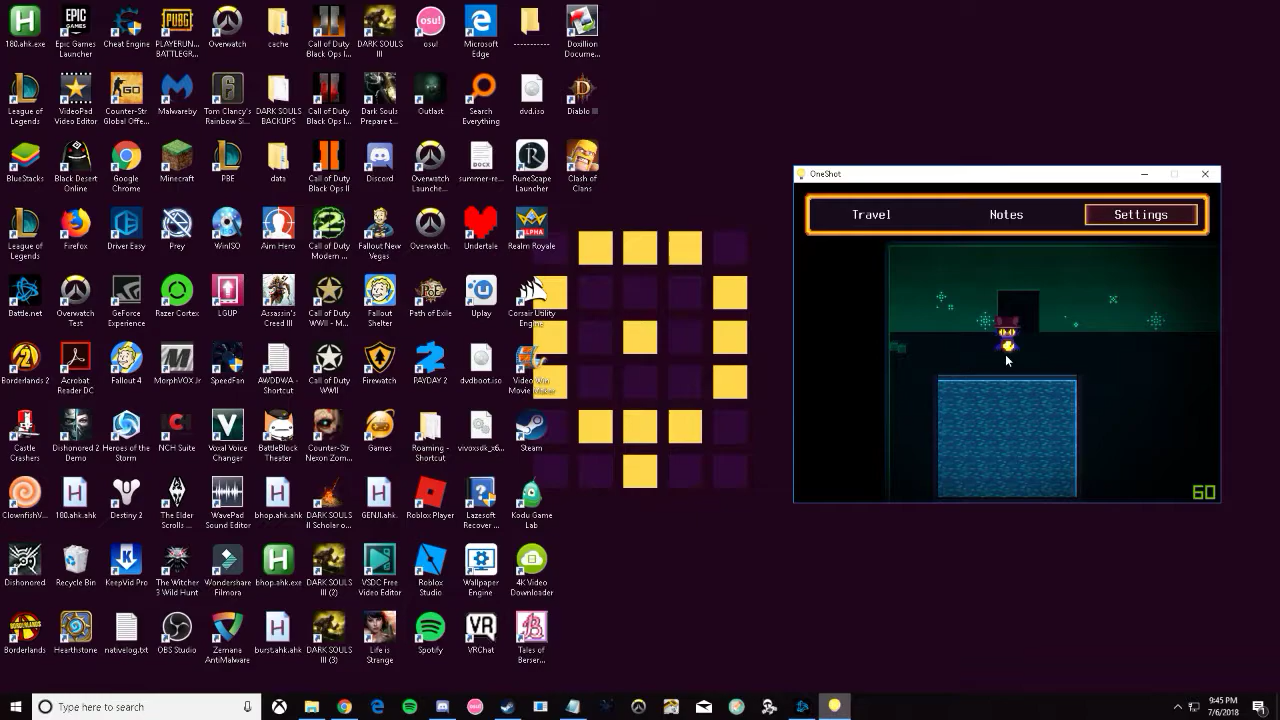 180.ahk.exe
Epic Games
Launcher
Cheat Engine
PLAYERUN...
BATTLEGR...
Overwatch
cache
Call of Duty
Black Ops I...
DARK SOULS
III
osu!
Microsoft
Edge
-----------
Doxillion
Docume...
League of
Legends
VideoPad
Video Editor
Counter-Str
Global Offe...
Malwareby
Tom Clancy's
Rainbow Si...
DARK SOULS
BACKUPS
Call of Duty
Black Ops I...
Dark Souls
Prepare t...
Outlast
Search
Everything
dvd.iso
Diablo III
BlueStacks
Black Desert
Online
Google
Chrome
Minecraft
PBE
data
Call of Duty
Black Ops II
Discord
Overwatch
Launche...
summer-re...
RuneScape
Launcher
Clash of
Clans
League of
Legends
Firefox
Driver Easy
Prey
WinISO
Aim Hero
Call of Duty
Modern ...
Fallout New
Vegas
Overwatch.
Undertale
Realm Royale
Battle.net
Overwatch
Test
GeForce
Experience
Razer Cortex
LGUP
Assassin's
Creed III
Call of Duty
WWII - M...
Fallout
Shelter
Path of Exile
Uplay
Corsair Utility
Engine
Borderlands 2
Acrobat
Reader DC
Fallout 4
MorphVOX Jr
SpeedFan
AWDDWA -
Shortcut
Call of Duty
WWII
Firewatch
PAYDAY 2
dvdboot.iso
Video Win
Movie Maker
Castle
Crashers
Dishonored 2
Demo
Heroes of the
Storm
NCH Suite
Voxal Voice
Changer
BattleBlock
Theater
Counter-Str
Nexon Zom...
Games
Roaming -
Shortcut
vivoxsdk_x6...
Steam
ClownfishV...
180.ahk.ahk
Destiny 2
The Elder
Scrolls ...
WavePad
Sound Editor
bhop.ahk.ahk
DARK SOULS
II Scholar o...
GENJI.ahk.
Roblox Player
Lazesoft
Recover ...
Kodu Game
Lab
Dishonored
Recycle Bin
KeepVid Pro
The Witcher
3 Wild Hunt
Wondershare
Filmora
bhop.ahk.exe
DARK SOULS
III (2)
VSDC Free
Video Editor
Roblox
Studio
Wallpaper
Engine
4K Video
Downloader
Borderlands
Hearthstone
nativelog.txt
OBS Studio
Zemana
AntiMalware
burst.ahk.ahk
DARK SOULS
III (3)
Life is
Strange
Spotify
VRChat
Tales of
Berser...
OneShot
Travel
Notes
Settings
60
Type here to search
9:45 PM
7/6/2018